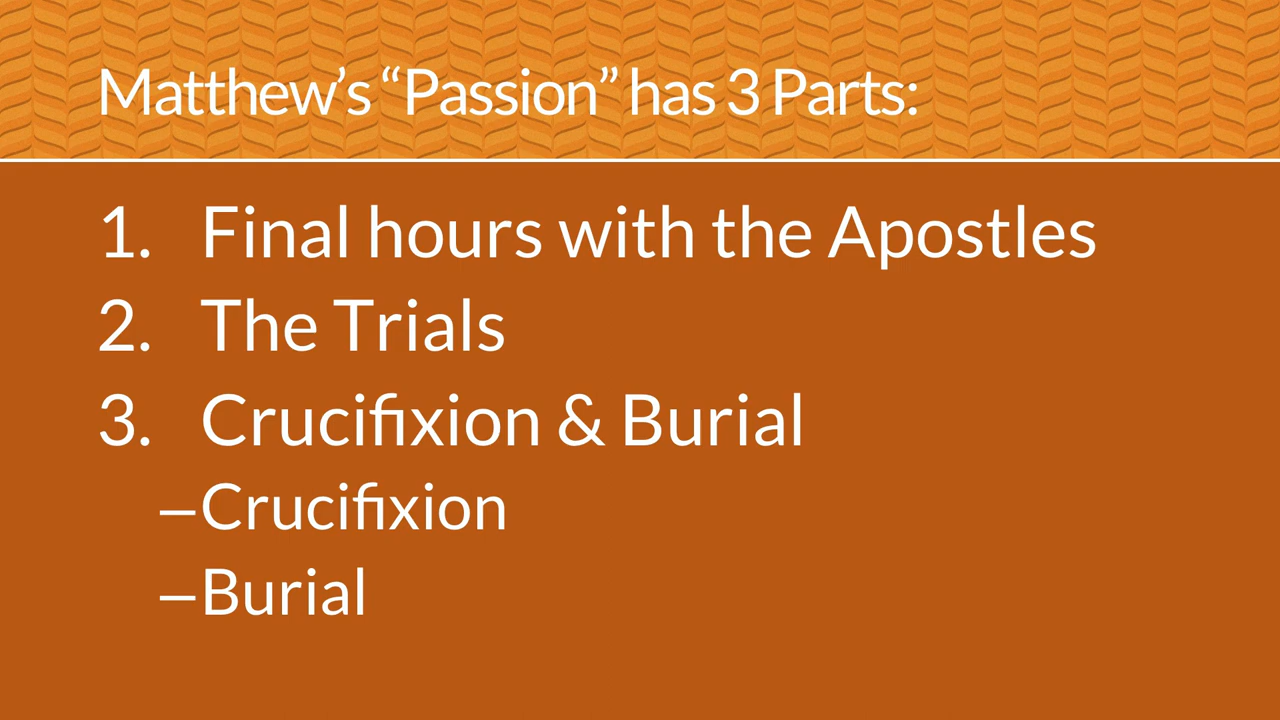 Matthew’s “Passion” has 3 Parts:
1. Final hours with the Apostles
2. The Trials
3. Crucifixion & Burial
–Crucifixion
–Burial